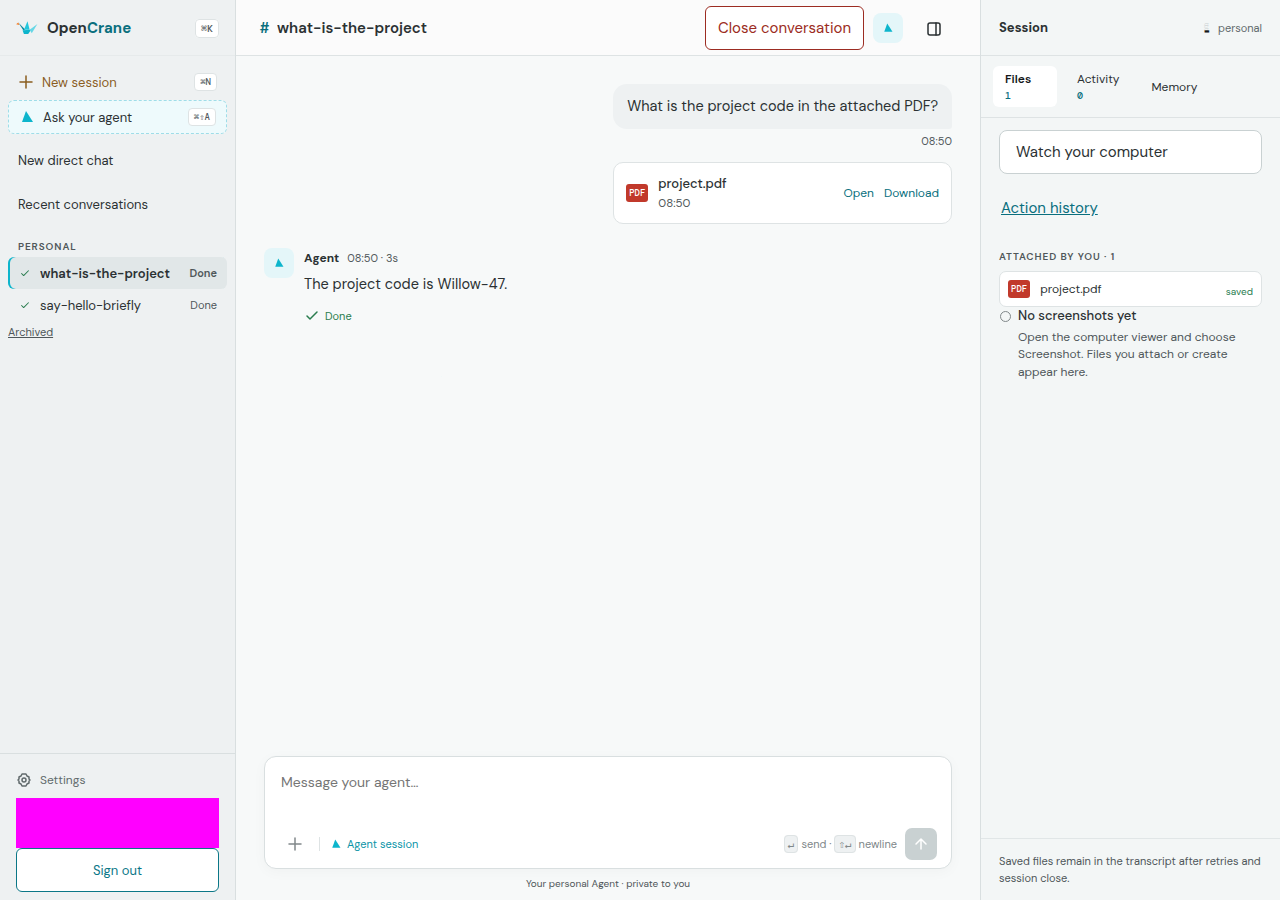 OpenCrane
⌘K
New session
⌘N
Ask your agent
⌘⇧A
New direct chat
Recent conversations
PERSONAL
what-is-the-project Done
say-hello-briefly Done
Archived
Settings
Sign out
# what-is-the-project
Close conversation
What is the project code in the attached PDF?
08:50
PDF
project.pdf
08:50
Open Download
Agent 08:50 · 3s
The project code is Willow-47.
Done
Message your agent…
Agent session
↵ send · ⇧↵ newline
Your personal Agent · private to you
Session
personal
Files
1
Activity
0
Memory
Watch your computer
Action history
ATTACHED BY YOU · 1
PDF project.pdf saved
No screenshots yet
Open the computer viewer and choose
Screenshot. Files you attach or create
appear here.
Saved files remain in the transcript after retries and
session close.